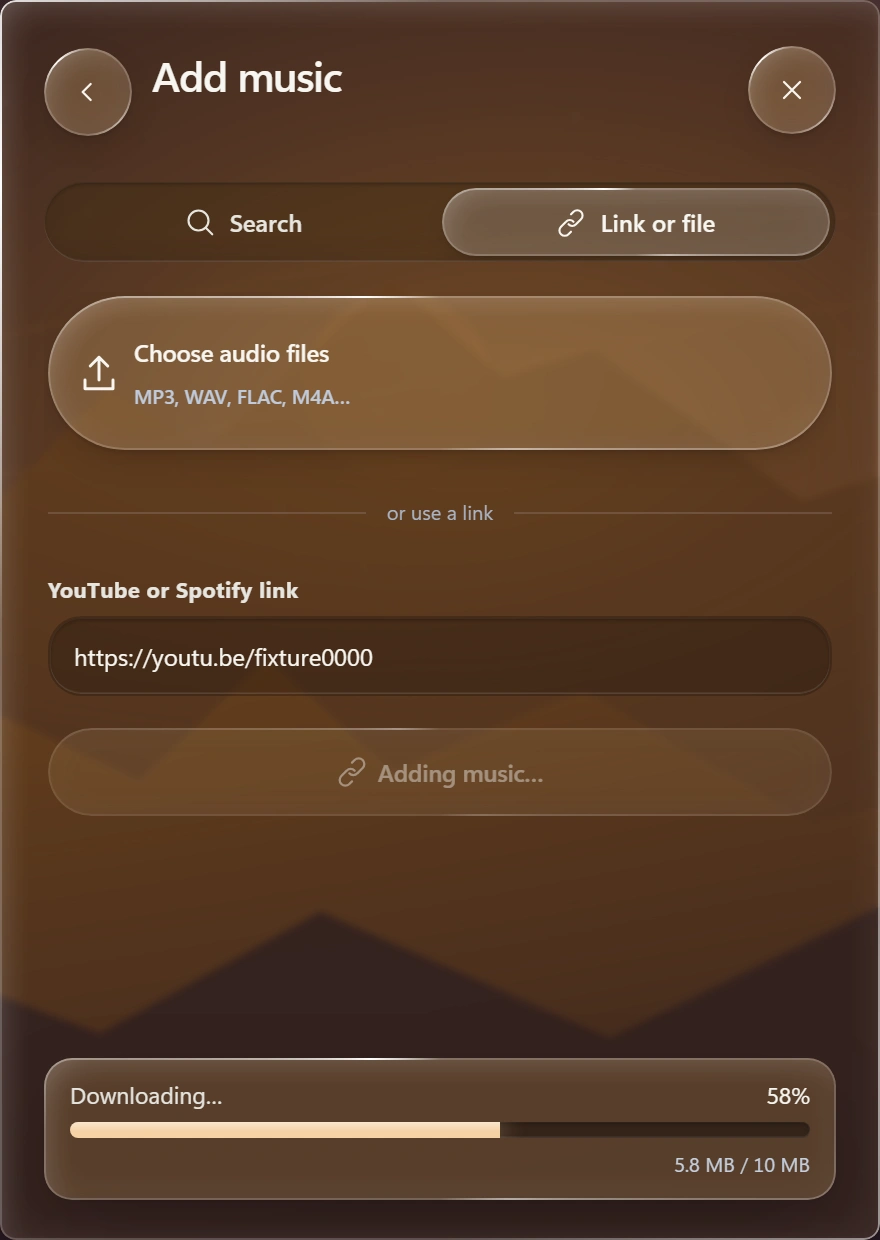 Add music
Search
Link or file
Choose audio files
MP3, WAV, FLAC, M4A...
or use a link
YouTube or Spotify link
https://youtu.be/fixture0000
Adding music...
Downloading...
58%
5.8 MB / 10 MB